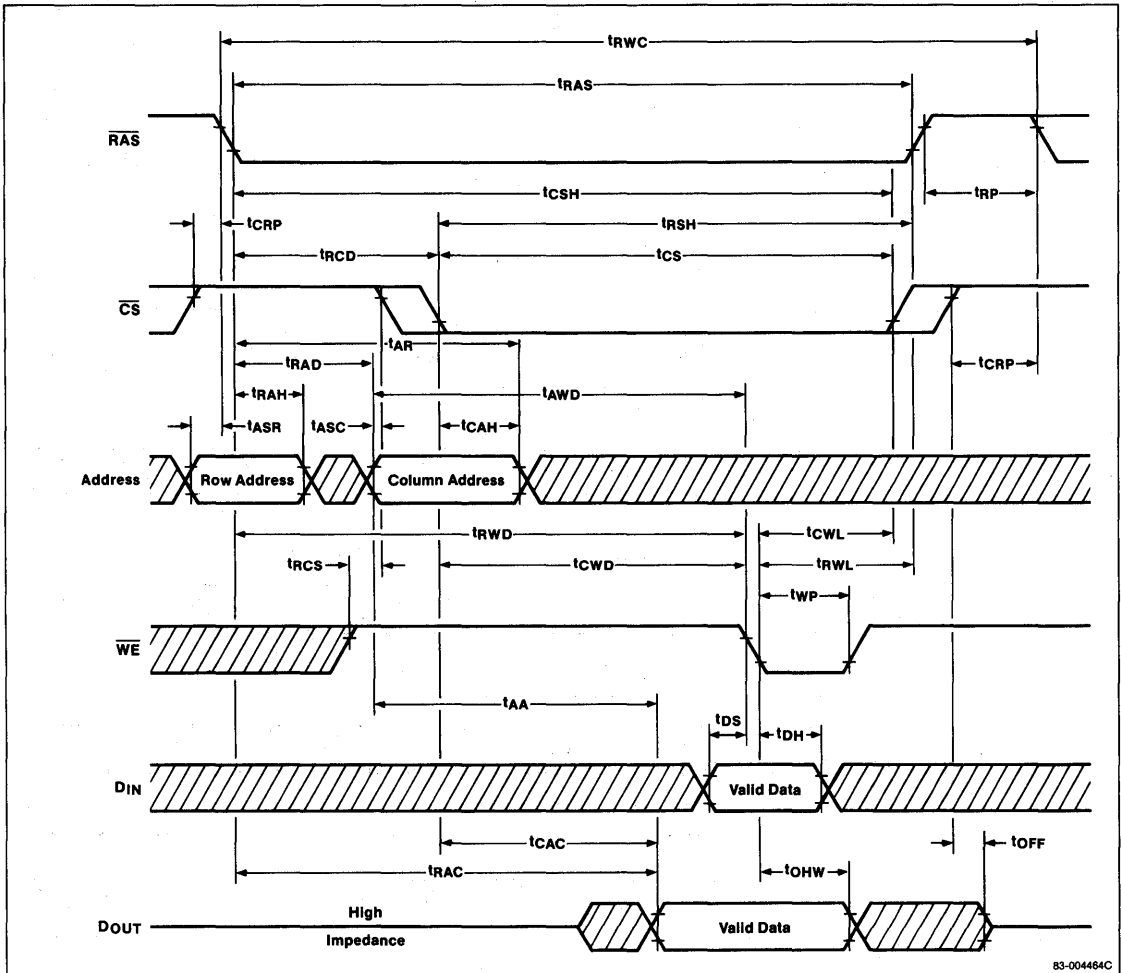 tRWC
tRAS
RAS
tCSH
tRP
tCRP
tRSH
tRCD
tCS
CS
tAR
tRAD
tCRP
tRAH
tAWD
tASR
tASC
tCAH
Address
Row Address
Column Address
tRWD
tCWL
tRCS
tCWD
tRWL
tWP
WE
tAA
tDS
tDH
DIN
Valid Data
tCAC
tOFF
tRAC
tOHW
DOUT
High
Impedance
Valid Data
83-004464C